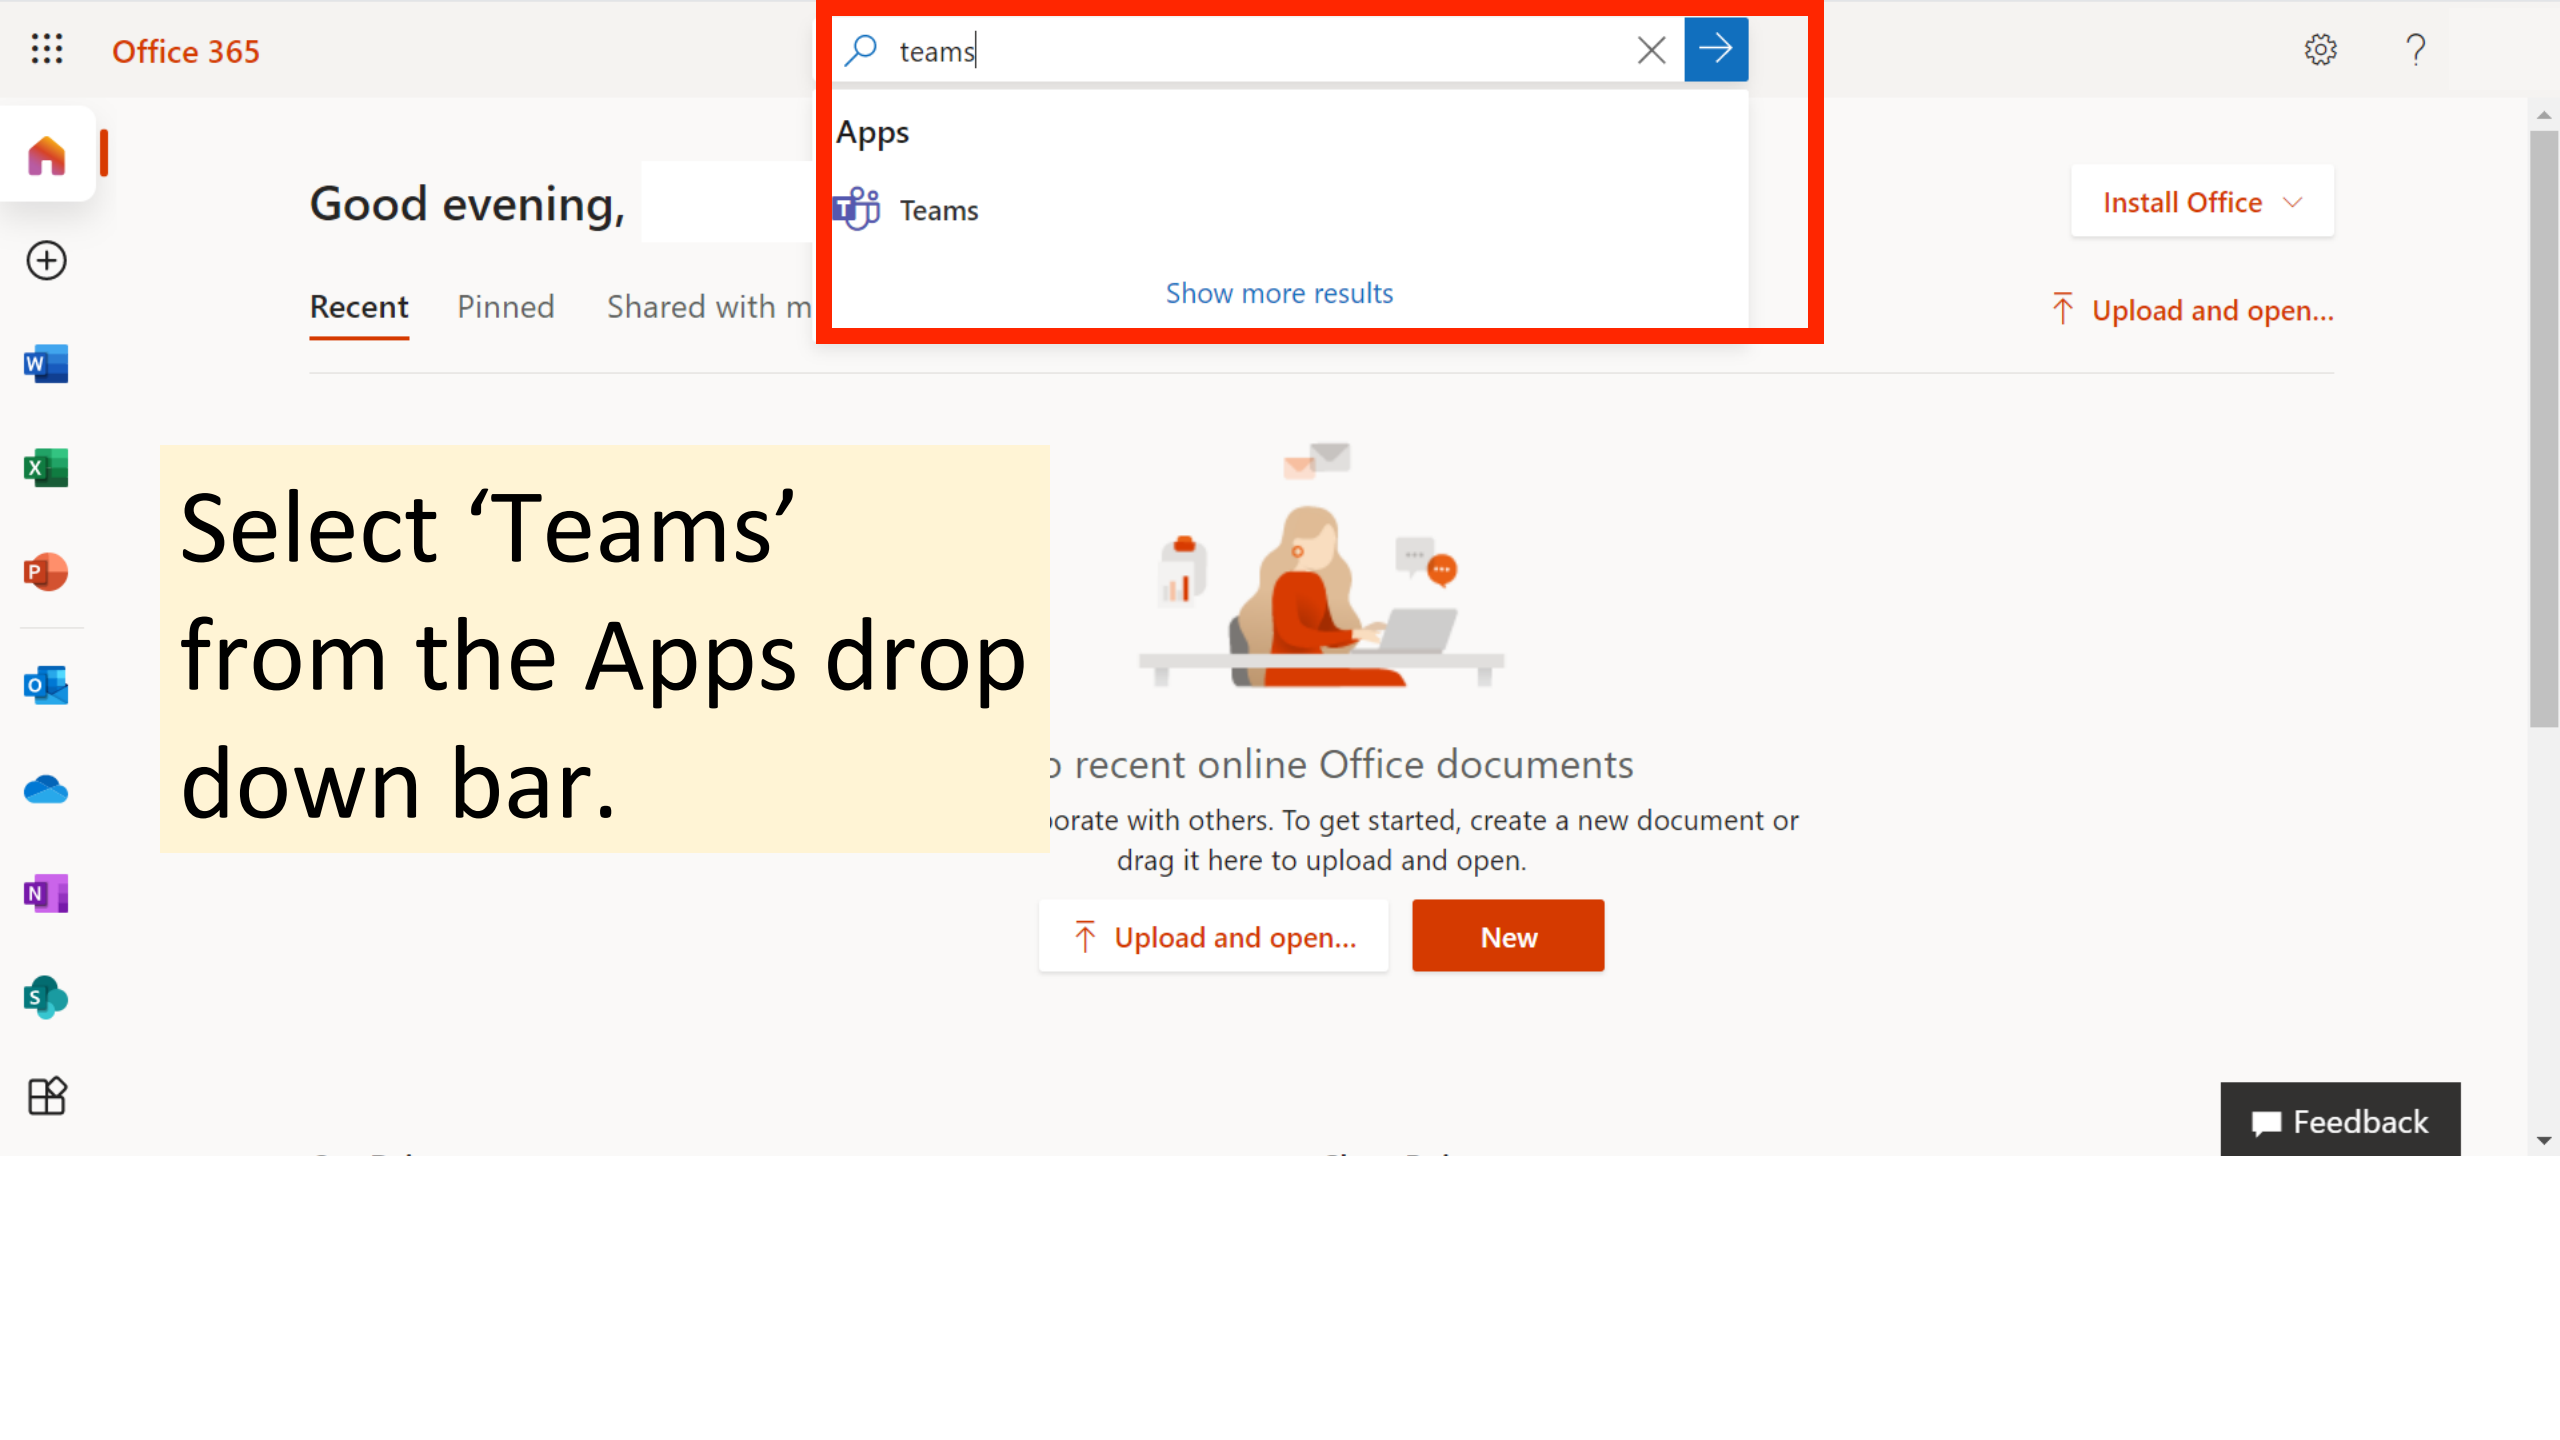 Office 365
teams
Apps
Teams
Show more results
Good evening,
Install Office
Recent Pinned Shared with
Upload and open...
Select ‘Teams’
from the Apps drop
down bar.
recent online Office documents
with others. To get started, create a new document or
drag it here to upload and open.
Upload and open... New
Feedback